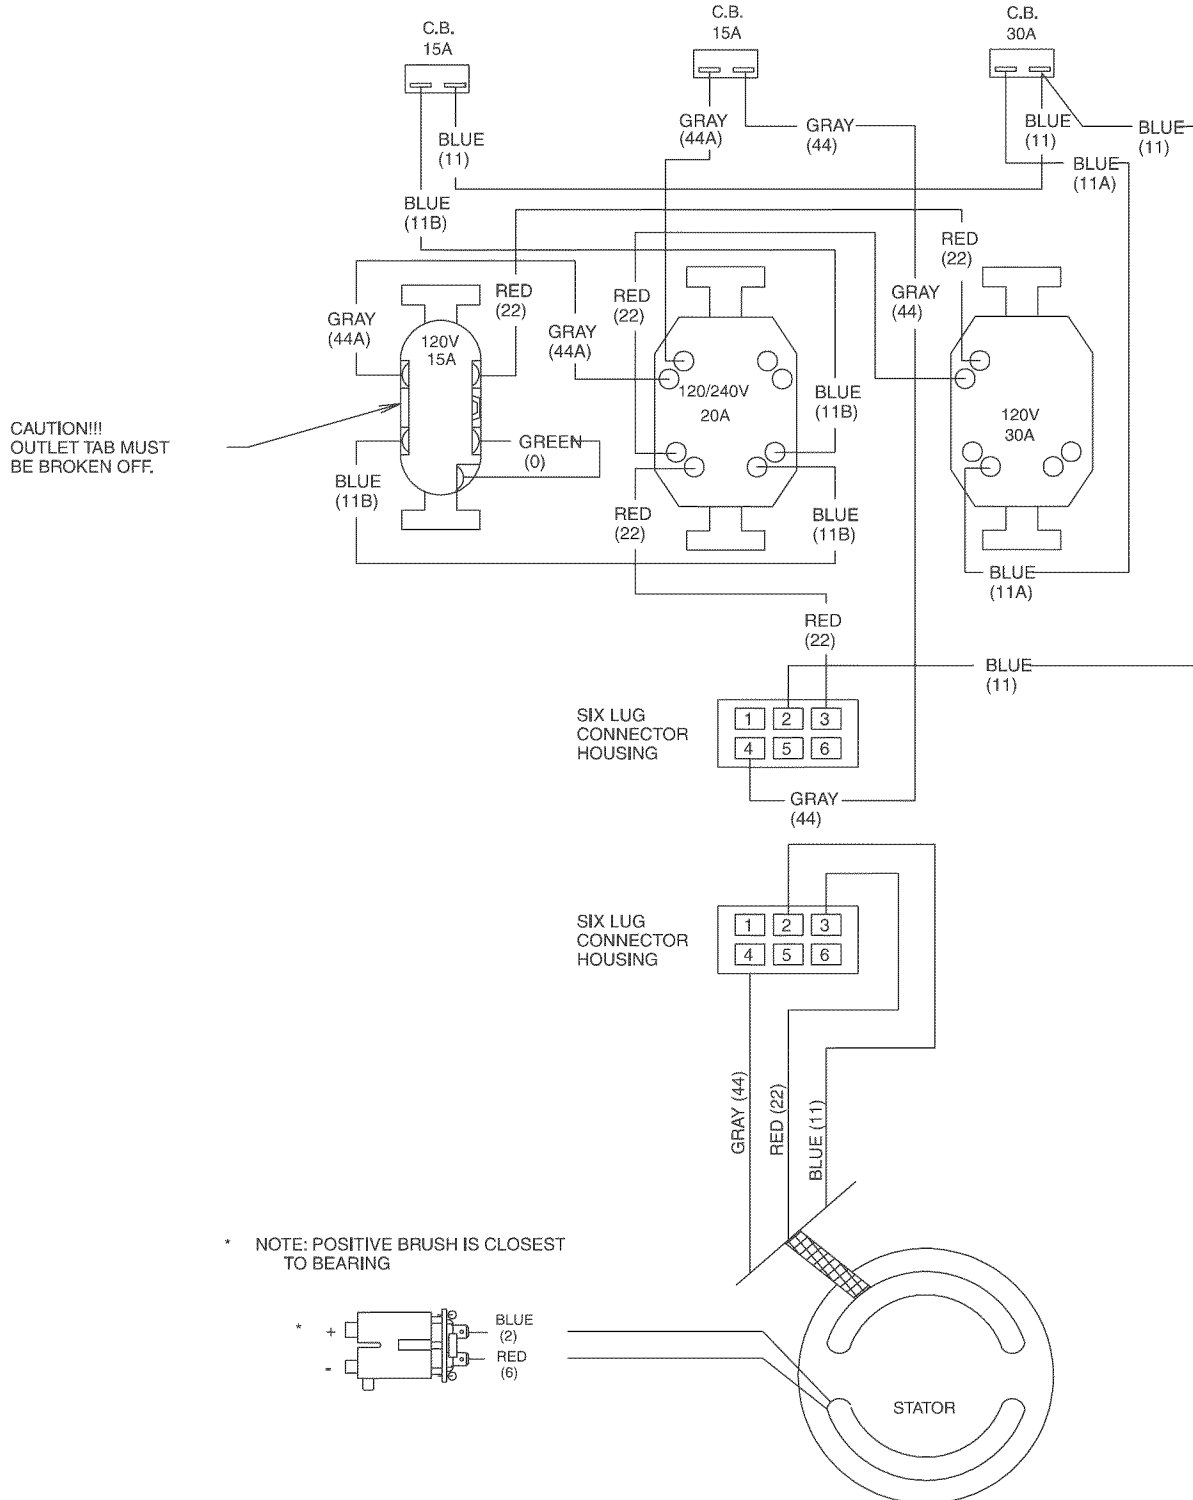 C.B.
15A
C.B.
15A
C.B.
30A
GRAY
(44A)
GRAY
(44)
BLUE
(11)
BLUE
(11)
BLUE
(11)
BLUE
(11A)
BLUE
(11B)
RED
(22)
RED
(22)
RED
(22)
GRAY
(44)
GRAY
(44A)
GRAY
(44A)
120V
15A
120/240V
20A
BLUE
(11B)
120V
30A
CAUTION!!!
OUTLET TAB MUST
BE BROKEN OFF.
GREEN
(0)
BLUE
(11B)
RED
(22)
BLUE
(11B)
BLUE
(11A)
RED
(22)
BLUE
(11)
SIX LUG
CONNECTOR
HOUSING
1 2 3
4 5 6
GRAY
(44)
SIX LUG
CONNECTOR
HOUSING
1 2 3
4 5 6
GRAY (44)
RED (22)
BLUE (11)
* NOTE: POSITIVE BRUSH IS CLOSEST
TO BEARING
* +
-
BLUE
(2)
RED
(6)
STATOR